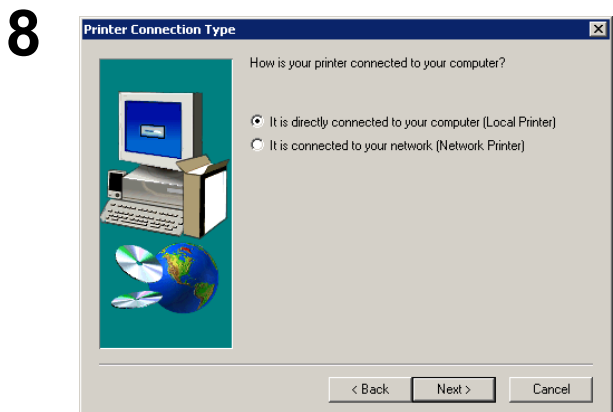 8
Printer Connection Type
How is your printer connected to your computer?
It is directly connected to your computer (Local Printer)
It is connected to your network (Network Printer)
< Back Next > Cancel